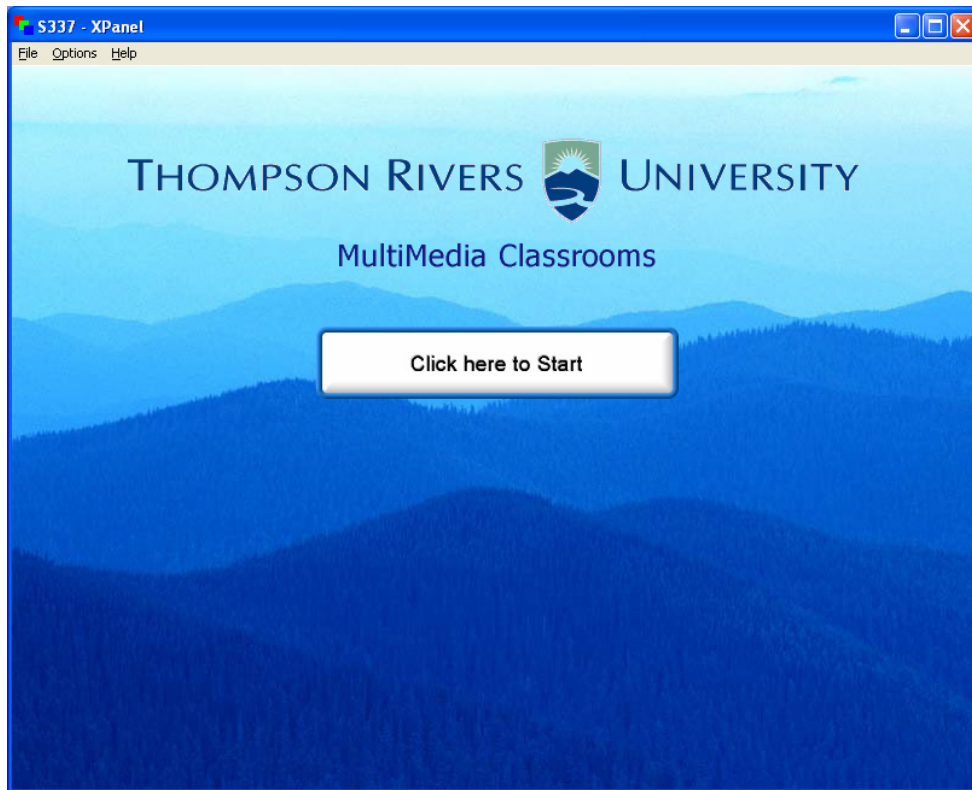 S337 - XPanel
File Options Help
THOMPSON RIVERS UNIVERSITY
MultiMedia Classrooms
Click here to Start